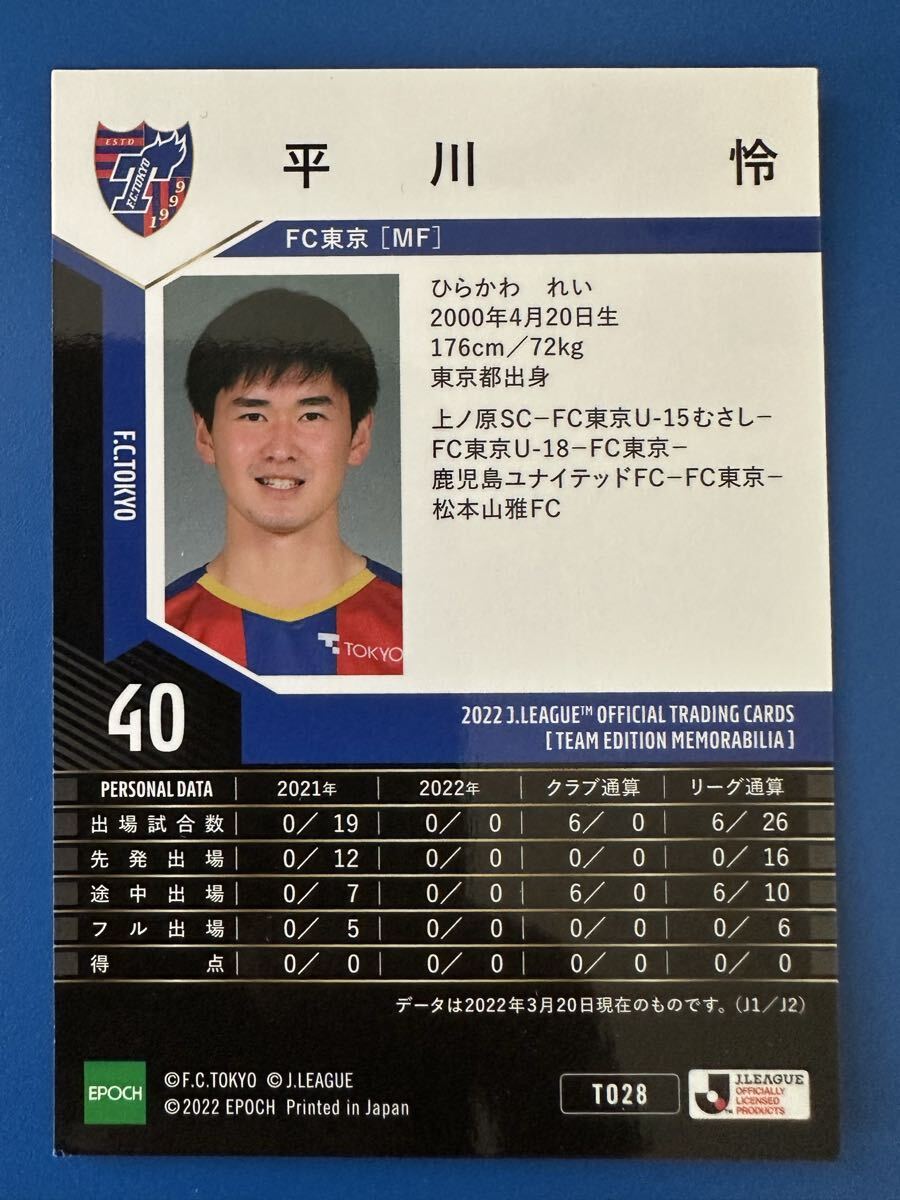 ESTD
F.C.TOKYO
1999
平川 怜
FC東京［MF］
ひらかわ れい
2000年4月20日生
176cm／72kg
東京都出身
上ノ原SC−FC東京U-15むさし−
FC東京U-18−FC東京−
鹿児島ユナイテッドFC−FC東京−
松本山雅FC
F.C.TOKYO
TOKYO
40
2022 J.LEAGUE™ OFFICIAL TRADING CARDS
[ TEAM EDITION MEMORABILIA ]
PERSONAL DATA 2021年 2022年 クラブ通算 リーグ通算
出場試合数 0／ 19 0／ 0 6／ 0 6／ 26
先発出場 0／ 12 0／ 0 0／ 0 0／ 16
途中出場 0／ 7 0／ 0 6／ 0 6／ 10
フル出場 0／ 5 0／ 0 0／ 0 0／ 6
得点 0／ 0 0／ 0 0／ 0 0／ 0
データは2022年3月20日現在のものです。（J1／J2）
EPOCH
©F.C.TOKYO ©J.LEAGUE
©2022 EPOCH Printed in Japan
TO28
J.LEAGUE
OFFICIALLY
LICENSED
PRODUCTS